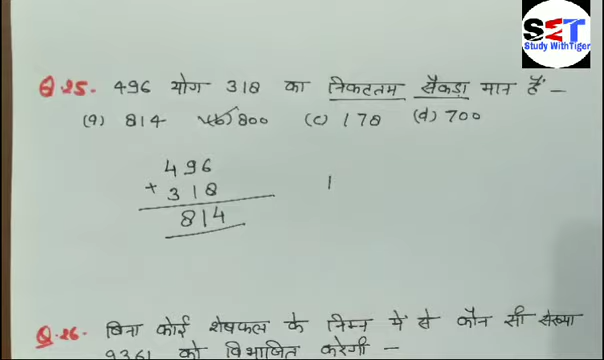 SET
Study WithTiger
Q.25. 496 योग 318 का निकटतम सैकड़ा मान हैं -
(a) 814 (b) 800 (c) 178 (d) 700
496
+ 318
814
Q.26. बिना कोई शेषफल के निम्न में से कौन सी संख्या
9361 को विभाजित करेगी -